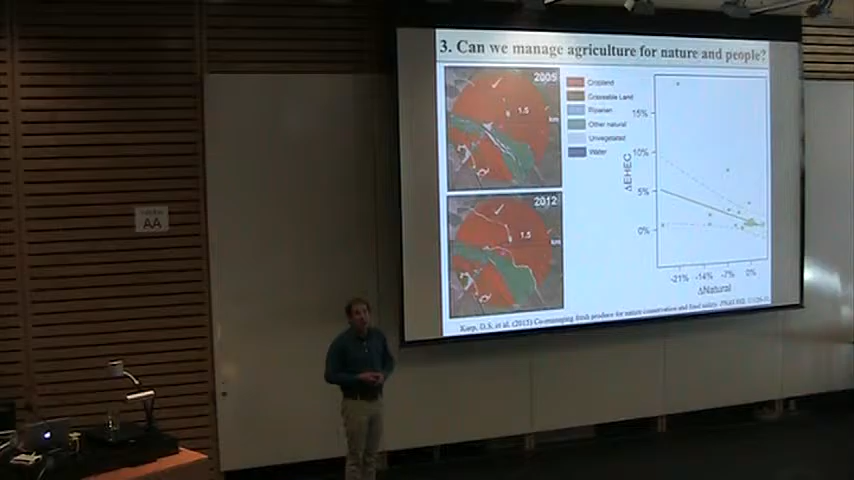 3. Can we manage agriculture for nature and people?
2005
1.5
km
Cropland
Grazeable Land
Riparian
Other natural
Unvegetated
Water
2012
1.5
km
ΔEHEC
15%
10%
5%
0%
-21% -14% -7% 0%
ΔNatural
Karp, D.S. et al. (2015) Co-managing fresh produce for nature conservation and food safety. PNAS
AA